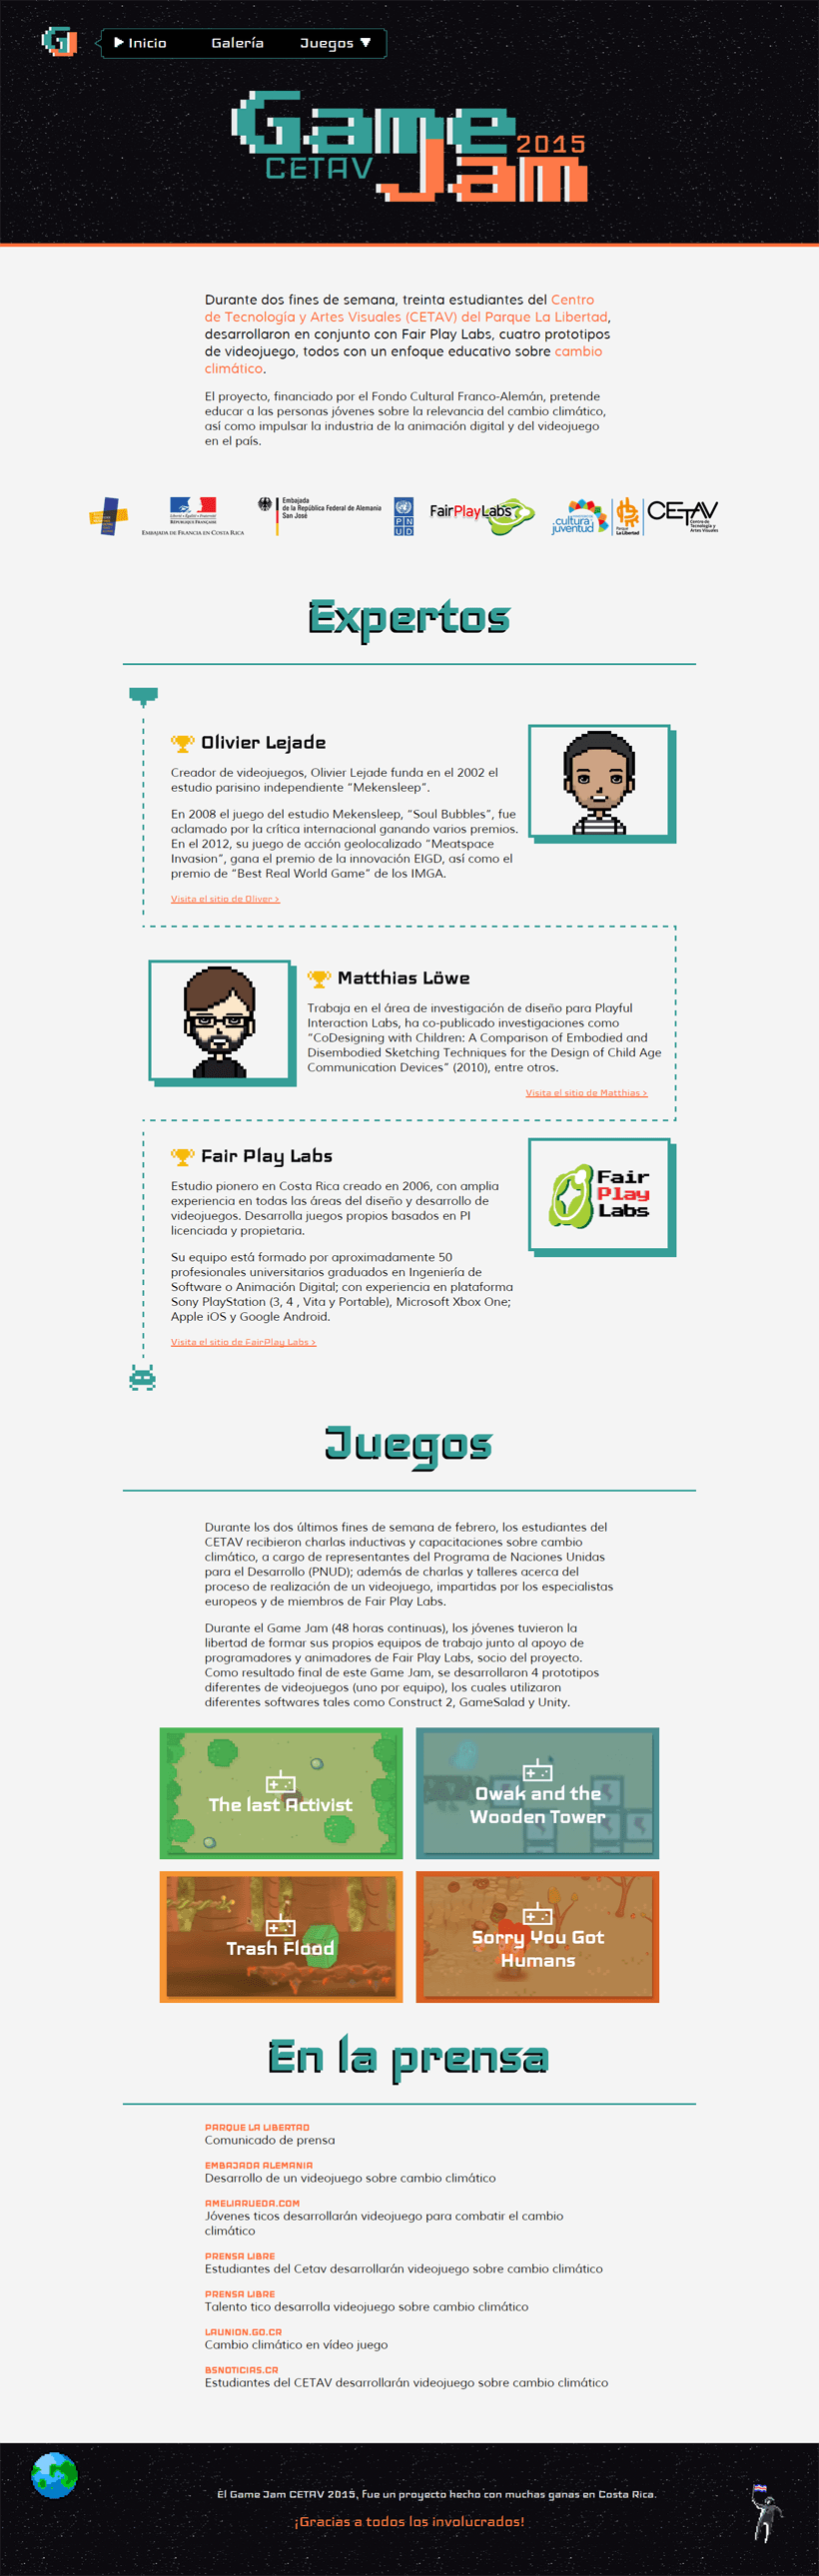 Inicio
Galería
Juegos
Game
CETAV
2015
Jam
Durante dos fines de semana, treinta estudiantes del Centro
de Tecnología y Artes Visuales (CETAV) del Parque La Libertad,
desarrollaron en conjunto con Fair Play Labs, cuatro prototipos
de videojuego, todos con un enfoque educativo sobre cambio
climático.
El proyecto, financiado por el Fondo Cultural Franco-Alemán, pretende
educar a las personas jóvenes sobre la relevancia del cambio climático,
así como impulsar la industria de la animación digital y del videojuego
en el país.
RÉPUBLIQUE FRANÇAISE
EMBAJADA DE FRANCIA EN COSTA RICA
Embajada
de la República Federal de Alemania
San José
PNUD
FairPlayLabs
cultura
juventud
Parque
La Libertad
CETAV
Centro de
Tecnología y
Artes Visuales
Expertos
Olivier Lejade
Creador de videojuegos, Olivier Lejade funda en el 2002 el
estudio parisino independiente “Mekensleep”.
En 2008 el juego del estudio Mekensleep, “Soul Bubbles”, fue
aclamado por la crítica internacional ganando varios premios.
En el 2012, su juego de acción geolocalizado “Meatspace
Invasion”, gana el premio de la innovación EIGD, así como el
premio de “Best Real World Game” de los IMGA.
Visita el sitio de Oliver >
Matthias Löwe
Trabaja en el área de investigación de diseño para Playful
Interaction Labs, ha co-publicado investigaciones como
“CoDesigning with Children: A Comparison of Embodied and
Disembodied Sketching Techniques for the Design of Child Age
Communication Devices” (2010), entre otros.
Visita el sitio de Matthias >
Fair Play Labs
Estudio pionero en Costa Rica creado en 2006, con amplia
experiencia en todas las áreas del diseño y desarrollo de
videojuegos. Desarrolla juegos propios basados en PI
licenciada y propietaria.
Su equipo está formado por aproximadamente 50
profesionales universitarios graduados en Ingeniería de
Software o Animación Digital; con experiencia en plataforma
Sony PlayStation (3, 4 , Vita y Portable), Microsoft Xbox One;
Apple iOS y Google Android.
Visita el sitio de FairPlay Labs >
Fair
Play
Labs
Juegos
Durante los dos últimos fines de semana de febrero, los estudiantes del
CETAV recibieron charlas inductivas y capacitaciones sobre cambio
climático, a cargo de representantes del Programa de Naciones Unidas
para el Desarrollo (PNUD); además de charlas y talleres acerca del
proceso de realización de un videojuego, impartidas por los especialistas
europeos y de miembros de Fair Play Labs.
Durante el Game Jam (48 horas continuas), los jóvenes tuvieron la
libertad de formar sus propios equipos de trabajo junto al apoyo de
programadores y animadores de Fair Play Labs, socio del proyecto.
Como resultado final de este Game Jam, se desarrollaron 4 prototipos
diferentes de videojuegos (uno por equipo), los cuales utilizaron
diferentes softwares tales como Construct 2, GameSalad y Unity.
The last Activist
Owak and the
Wooden Tower
Trash Flood
Sorry You Got
Humans
En la prensa
PARQUE LA LIBERTAD
Comunicado de prensa
EMBAJADA ALEMANIA
Desarrollo de un videojuego sobre cambio climático
AMELIARUEDA.COM
Jóvenes ticos desarrollarán videojuego para combatir el cambio
climático
PRENSA LIBRE
Estudiantes del Cetav desarrollarán videojuego sobre cambio climático
PRENSA LIBRE
Talento tico desarrolla videojuego sobre cambio climático
LAUNION.GO.CR
Cambio climático en vídeo juego
BSNOTICIAS.CR
Estudiantes del CETAV desarrollarán videojuego sobre cambio climático
El Game Jam CETAV 2015, fue un proyecto hecho con muchas ganas en Costa Rica.
¡Gracias a todos los involucrados!